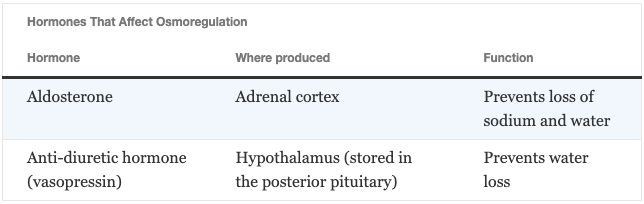 Hormones That Affect Osmoregulation
Hormone Where produced Function
Aldosterone Adrenal cortex Prevents loss of
sodium and water
Anti-diuretic hormone Hypothalamus (stored in Prevents water
(vasopressin) the posterior pituitary) loss